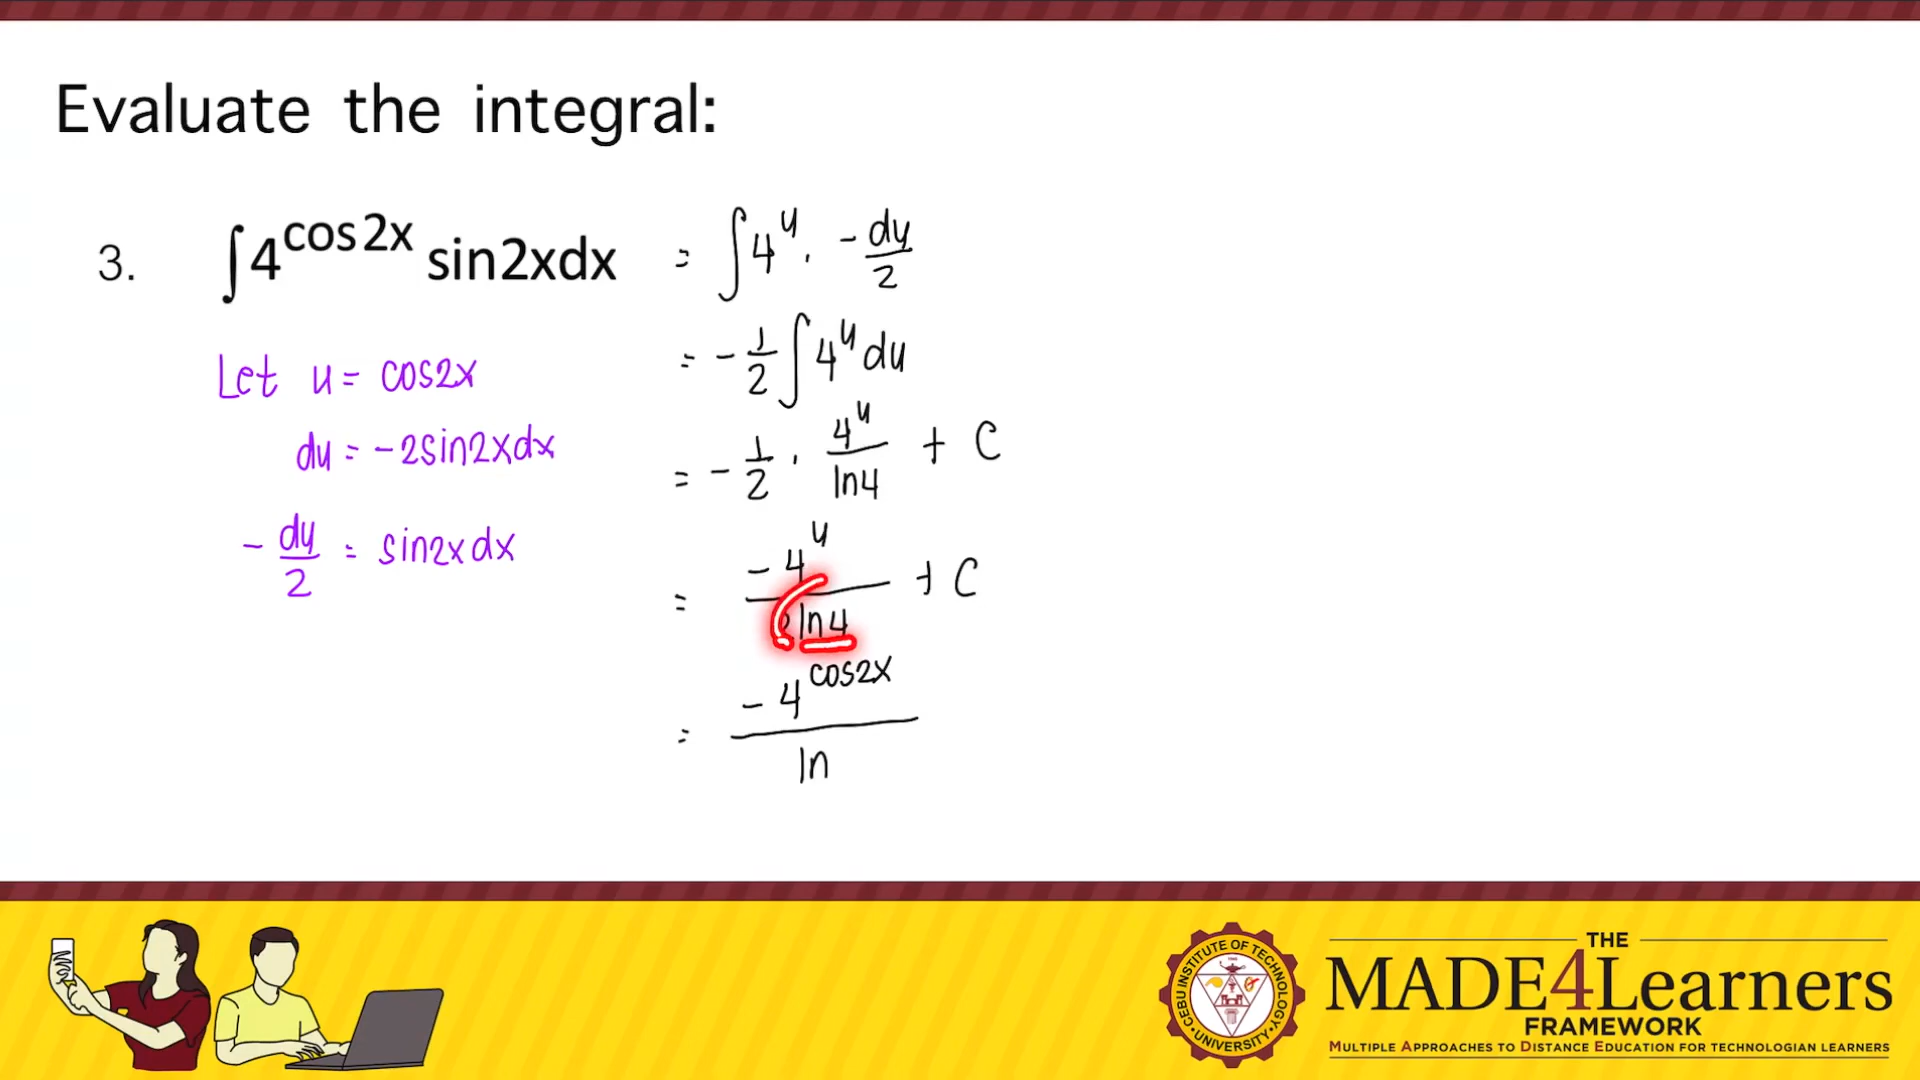 Evaluate the integral:
3. ∫4^cos2x sin2xdx = ∫4^u · -du/2
Let u = cos2x
du = -2sin2xdx
-du/2 = sin2xdx
= -1/2 ∫4^u du
= -1/2 · 4^u/ln4 + C
= -4^u/ln4 + C
= -4^cos2x/ln
CEBU INSTITUTE OF TECHNOLOGY
UNIVERSITY
THE
MADE4Learners
FRAMEWORK
MULTIPLE APPROACHES TO DISTANCE EDUCATION FOR TECHNOLOGIAN LEARNERS